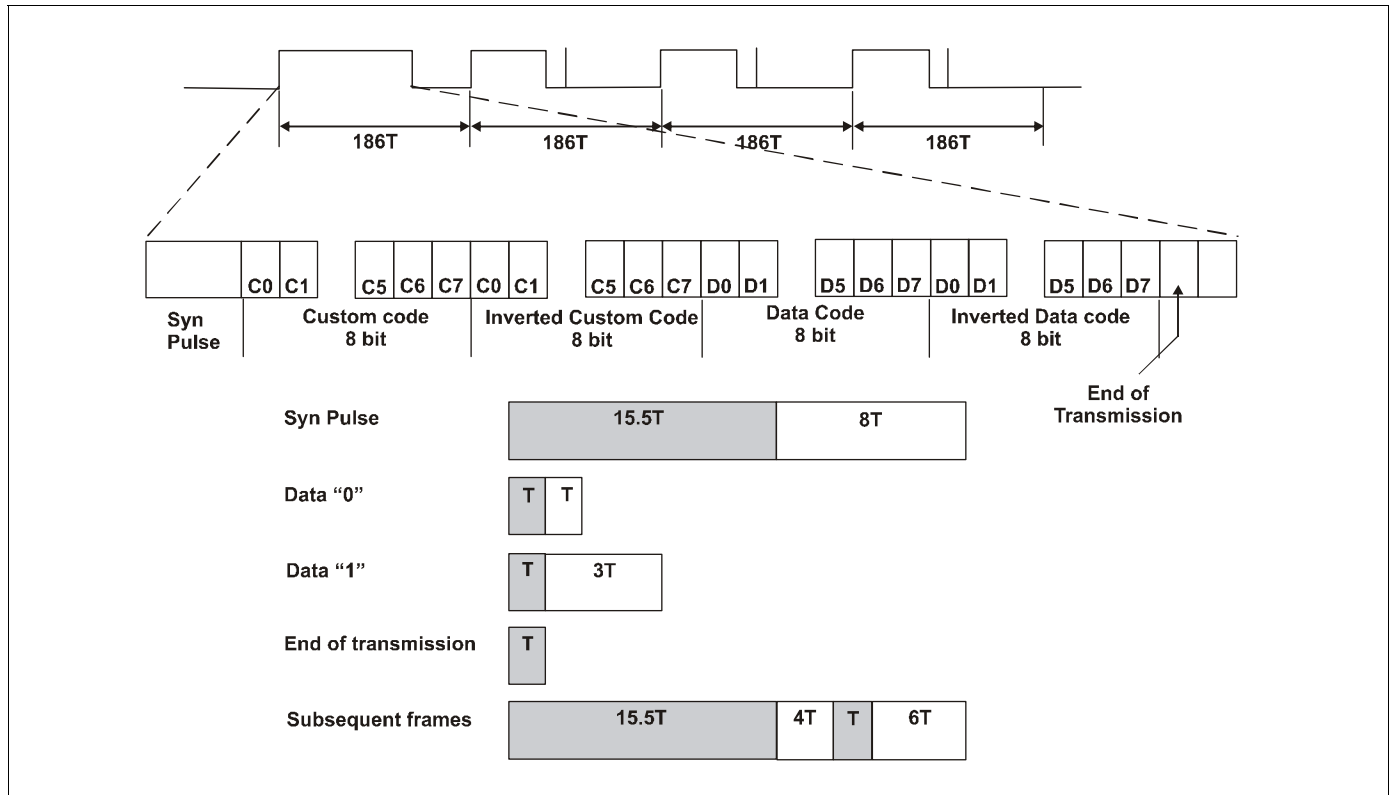 186T 186T 186T 186T
C0 C1 C5 C6 C7 C0 C1 C5 C6 C7 D0 D1 D5 D6 D7 D0 D1 D5 D6 D7
Syn
Pulse
Custom code
8 bit
Inverted Custom Code
8 bit
Data Code
8 bit
Inverted Data code
8 bit
End of
Transmission
Syn Pulse 15.5T 8T
Data “0” T T
Data “1” T 3T
End of transmission T
Subsequent frames 15.5T 4T T 6T